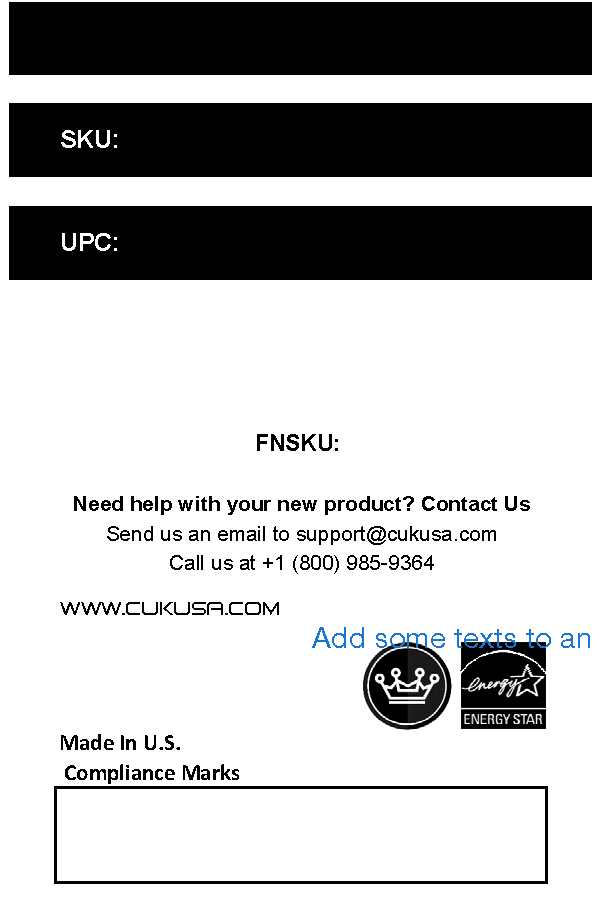 SKU:
UPC:
FNSKU:
Need help with your new product? Contact Us
Send us an email to support@cukusa.com
Call us at +1 (800) 985-9364
WWW.CUKUSA.COM
Add some texts to an
energy
ENERGY STAR
Made In U.S.
Compliance Marks